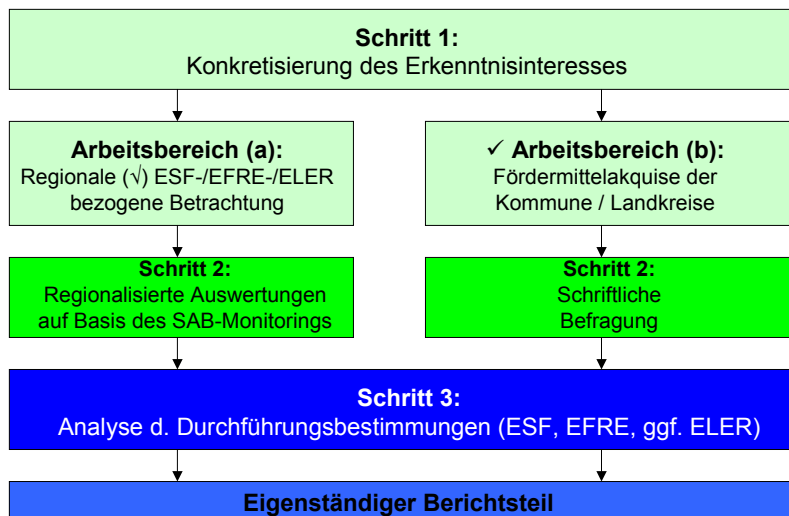 Schritt 1:
Konkretisierung des Erkenntnisinteresses
Arbeitsbereich (a):
Regionale (√) ESF-/EFRE-/ELER
bezogene Betrachtung
✓ Arbeitsbereich (b):
Fördermittelakquise der
Kommune / Landkreise
Schritt 2:
Regionalisierte Auswertungen
auf Basis des SAB-Monitorings
Schritt 2:
Schriftliche
Befragung
Schritt 3:
Analyse d. Durchführungsbestimmungen (ESF, EFRE, ggf. ELER)
Eigenständiger Berichtsteil